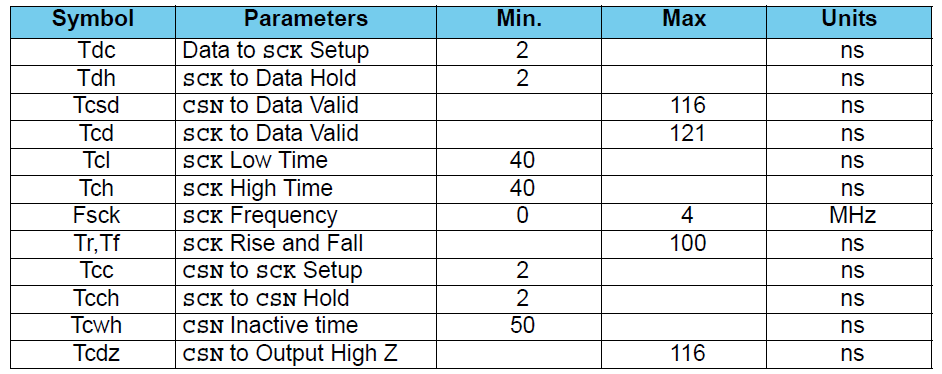 Symbol Parameters Min. Max Units
Tdc Data to SCK Setup 2 ns
Tdh SCK to Data Hold 2 ns
Tcsd CSN to Data Valid 116 ns
Tcd SCK to Data Valid 121 ns
Tcl SCK Low Time 40 ns
Tch SCK High Time 40 ns
Fsck SCK Frequency 0 4 MHz
Tr,Tf SCK Rise and Fall 100 ns
Tcc CSN to SCK Setup 2 ns
Tcch SCK to CSN Hold 2 ns
Tcwh CSN Inactive time 50 ns
Tcdz CSN to Output High Z 116 ns